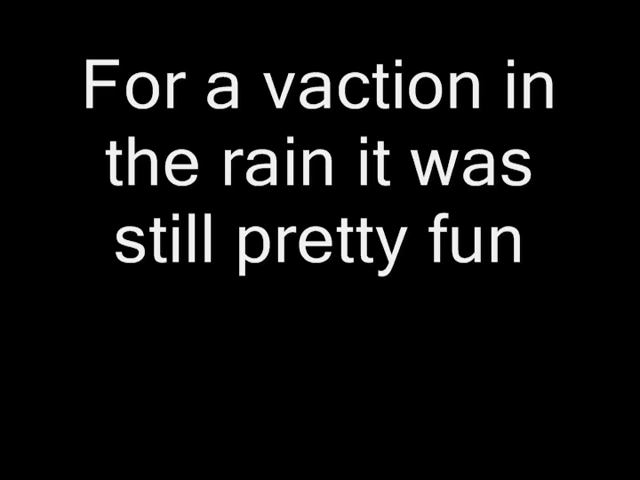 For a vaction in
the rain it was
still pretty fun